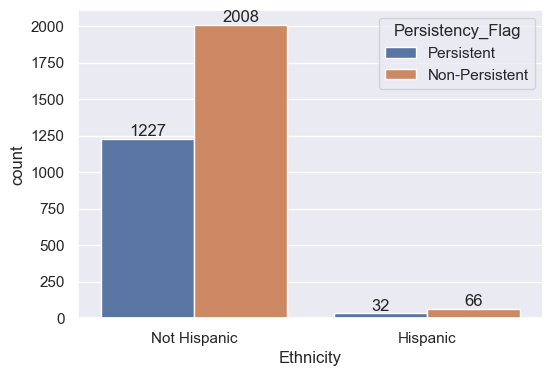 2008
Persistency_Flag
Persistent
Non-Persistent
1227
32
66
2000
1750
1500
1250
1000
750
500
250
0
count
Not Hispanic
Hispanic
Ethnicity